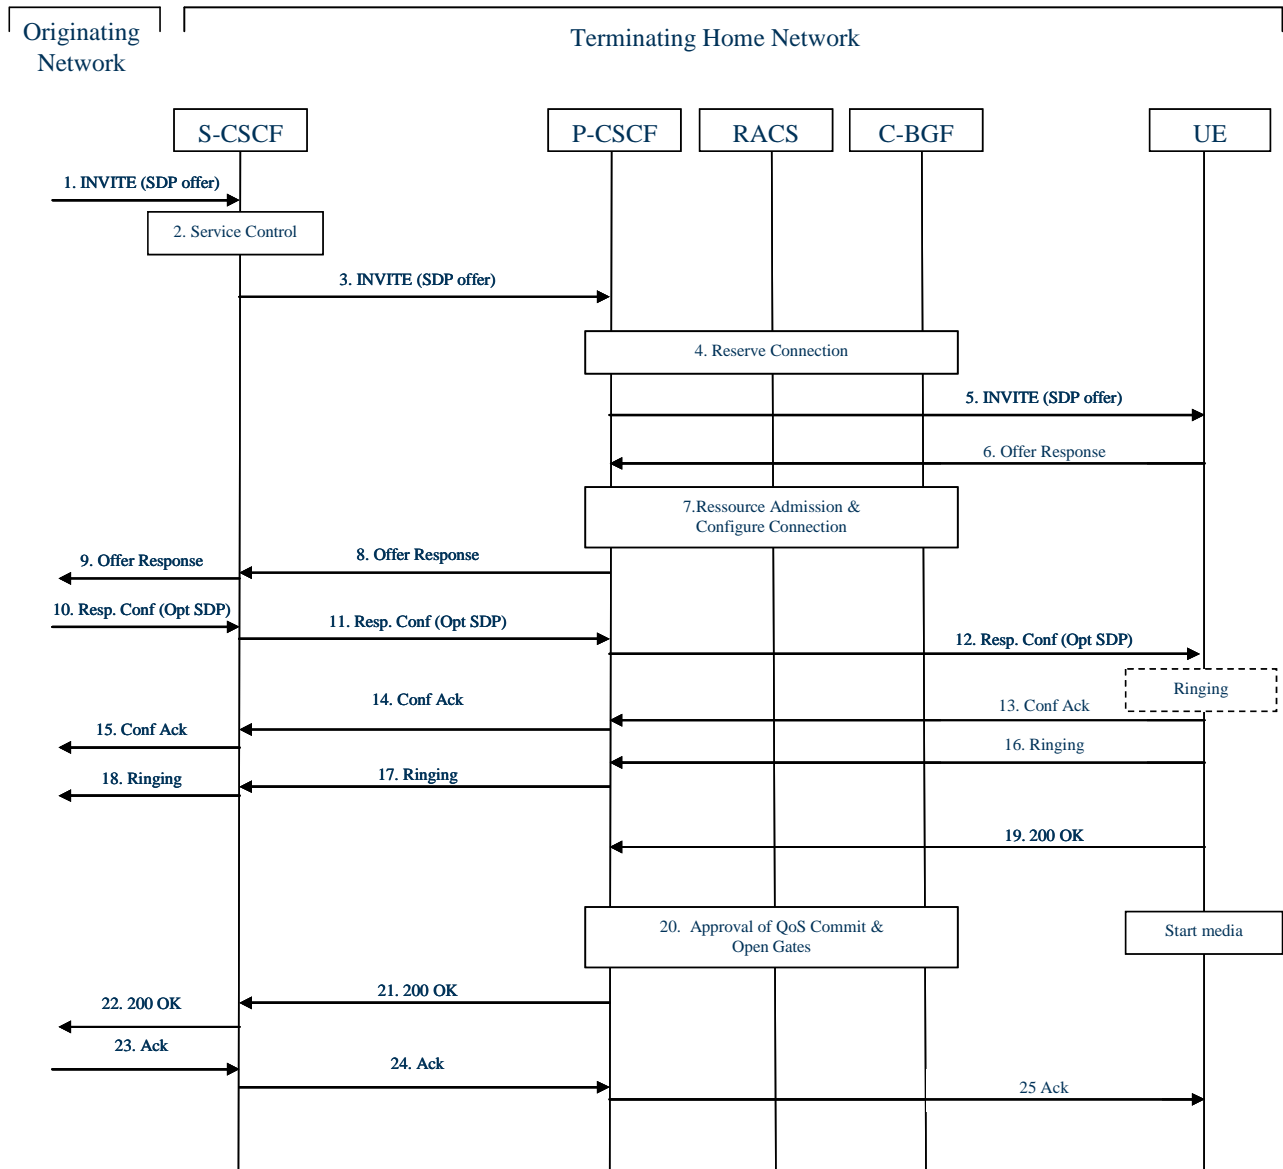 Originating
Network
Terminating Home Network
S-CSCF
P-CSCF
RACS
C-BGF
UE
1. INVITE (SDP offer)
2. Service Control
3. INVITE (SDP offer)
4. Reserve Connection
5. INVITE (SDP offer)
6. Offer Response
7.Ressource Admission &
Configure Connection
8. Offer Response
9. Offer Response
10. Resp. Conf (Opt SDP)
11. Resp. Conf (Opt SDP)
12. Resp. Conf (Opt SDP)
Ringing
13. Conf Ack
14. Conf Ack
15. Conf Ack
16. Ringing
17. Ringing
18. Ringing
19. 200 OK
20. Approval of QoS Commit &
Open Gates
Start media
21. 200 OK
22. 200 OK
23. Ack
24. Ack
25 Ack